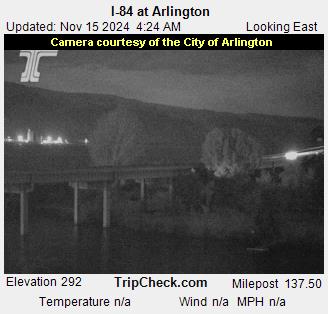 I-84 at Arlington
Updated: Nov 15 2024 4:24 AM Looking East
Camera courtesy of the City of Arlington
Elevation 292 TripCheck.com Milepost 137.50
Temperature n/a Wind n/a MPH n/a